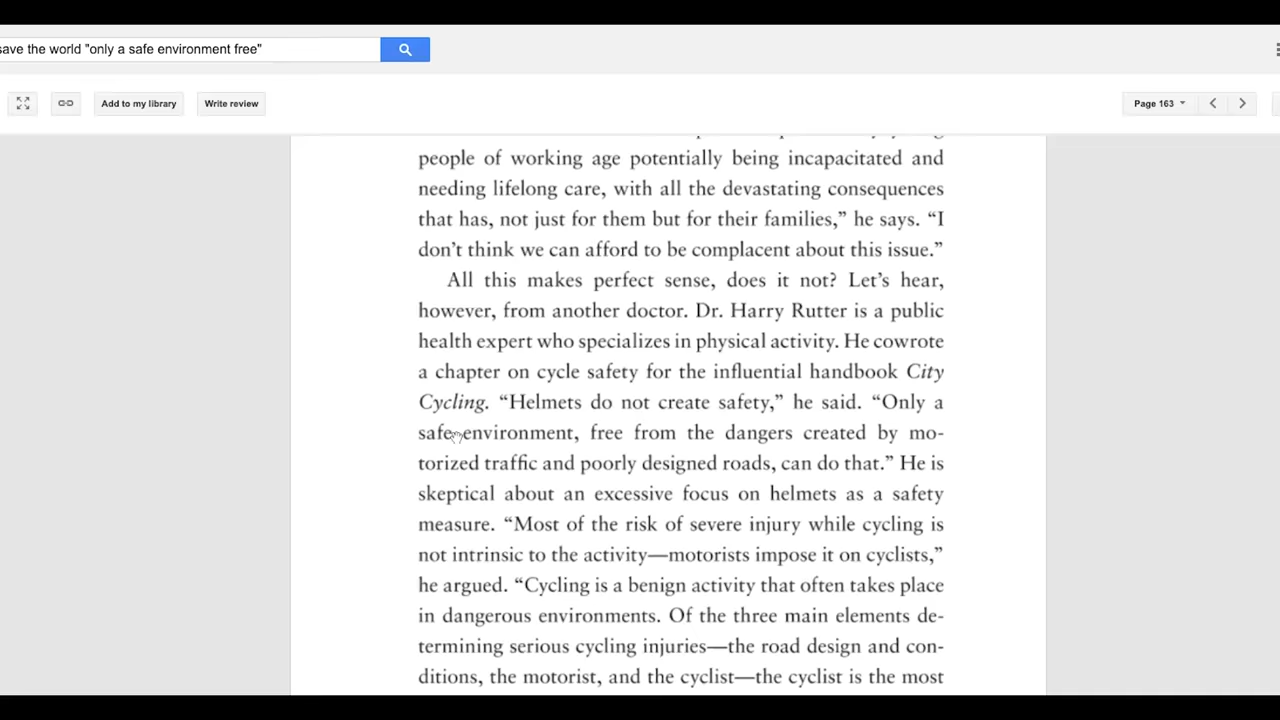 save the world "only a safe environment free"
Add to my library
Write review
Page 163
people of working age potentially being incapacitated and
needing lifelong care, with all the devastating consequences
that has, not just for them but for their families,” he says. “I
don’t think we can afford to be complacent about this issue.”
All this makes perfect sense, does it not? Let’s hear,
however, from another doctor. Dr. Harry Rutter is a public
health expert who specializes in physical activity. He cowrote
a chapter on cycle safety for the influential handbook City
Cycling. “Helmets do not create safety,” he said. “Only a
safe environment, free from the dangers created by mo-
torized traffic and poorly designed roads, can do that.” He is
skeptical about an excessive focus on helmets as a safety
measure. “Most of the risk of severe injury while cycling is
not intrinsic to the activity—motorists impose it on cyclists,”
he argued. “Cycling is a benign activity that often takes place
in dangerous environments. Of the three main elements de-
termining serious cycling injuries—the road design and con-
ditions, the motorist, and the cyclist—the cyclist is the most